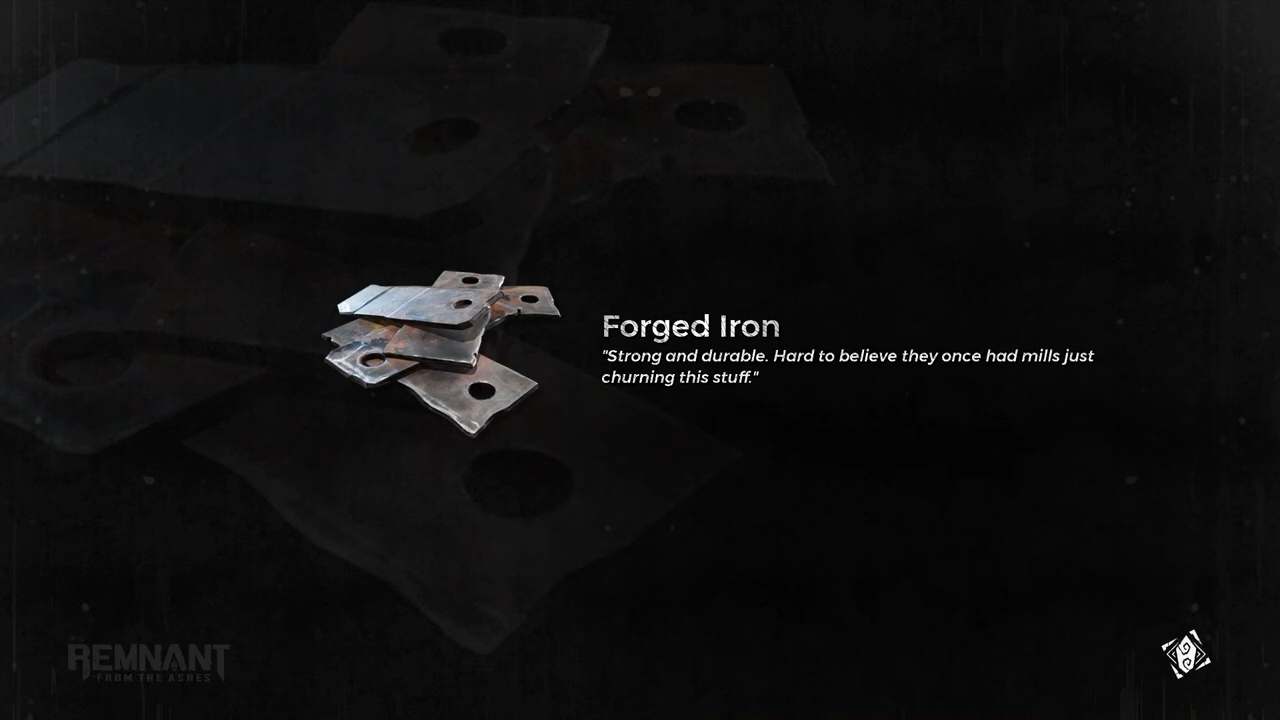 Forged Iron
"Strong and durable. Hard to believe they once had mills just
churning this stuff."
REMNANT
FROM THE ASHES